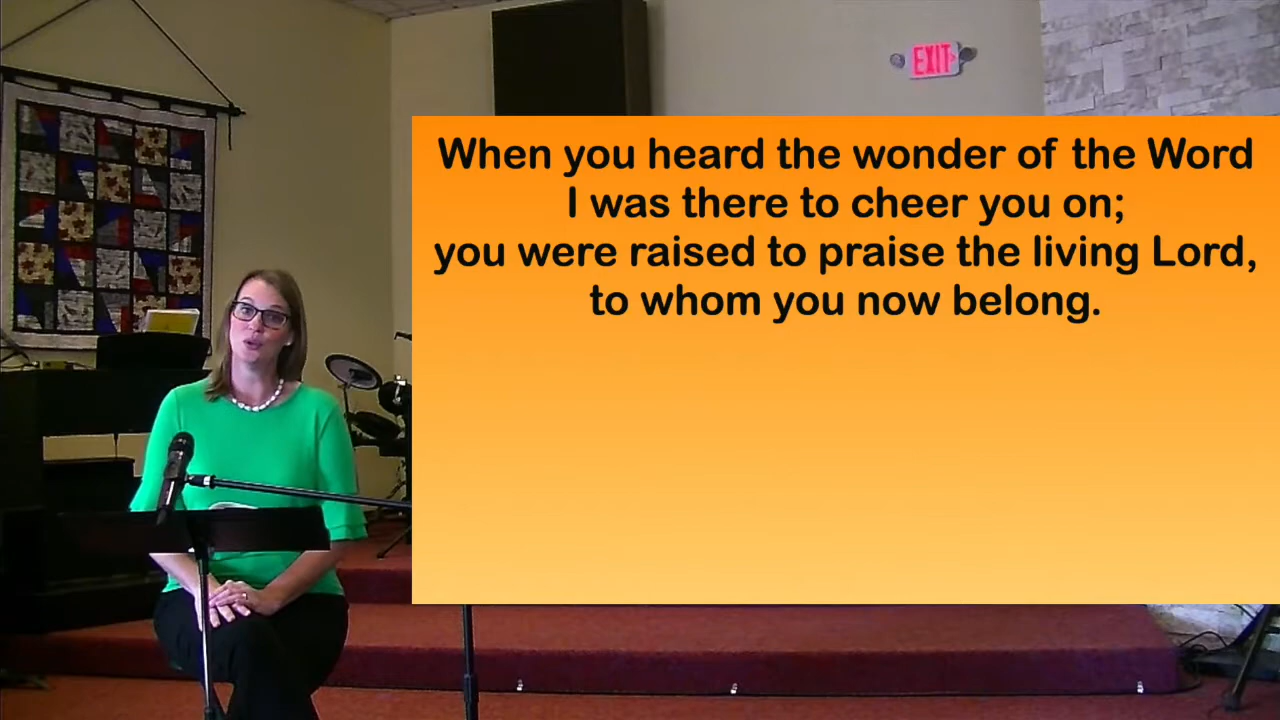 EXIT
When you heard the wonder of the Word
I was there to cheer you on;
you were raised to praise the living Lord,
to whom you now belong.